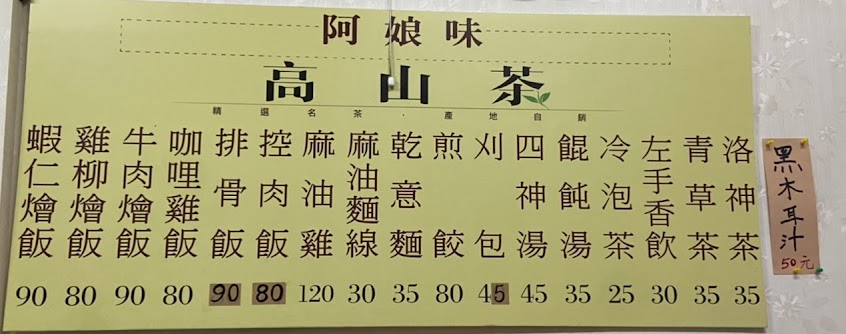 阿娘味
高山茶
精選名茶 產地自銷
蝦仁燴飯 90
雞柳燴飯 80
牛肉燴飯 90
咖哩雞飯 80
排骨飯 90
控肉飯 80
麻油雞 120
麻油麵線 30
乾意麵 35
煎餃 80
刈包 45
四神湯 45
餛飩湯 35
冷泡茶 25
左手香飲 30
青草茶 35
洛神茶 35
黑木耳汁
50元